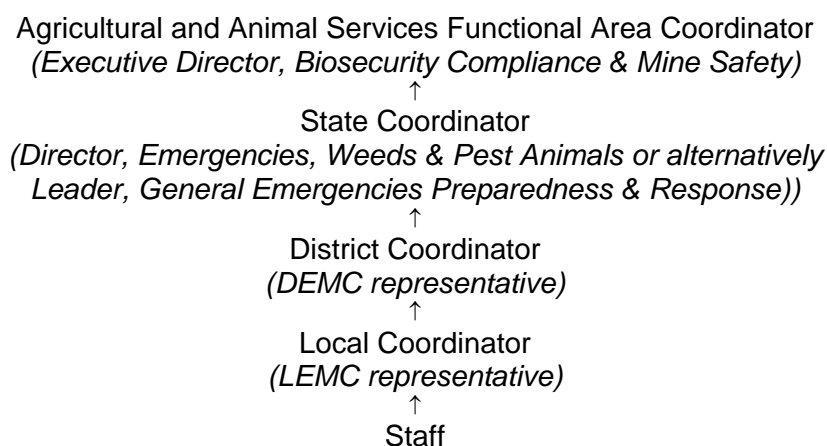 Agricultural and Animal Services Functional Area Coordinator
(Executive Director, Biosecurity Compliance & Mine Safety)
↑
State Coordinator
(Director, Emergencies, Weeds & Pest Animals or alternatively
Leader, General Emergencies Preparedness & Response))
↑
District Coordinator
(DEMC representative)
↑
Local Coordinator
(LEMC representative)
↑
Staff